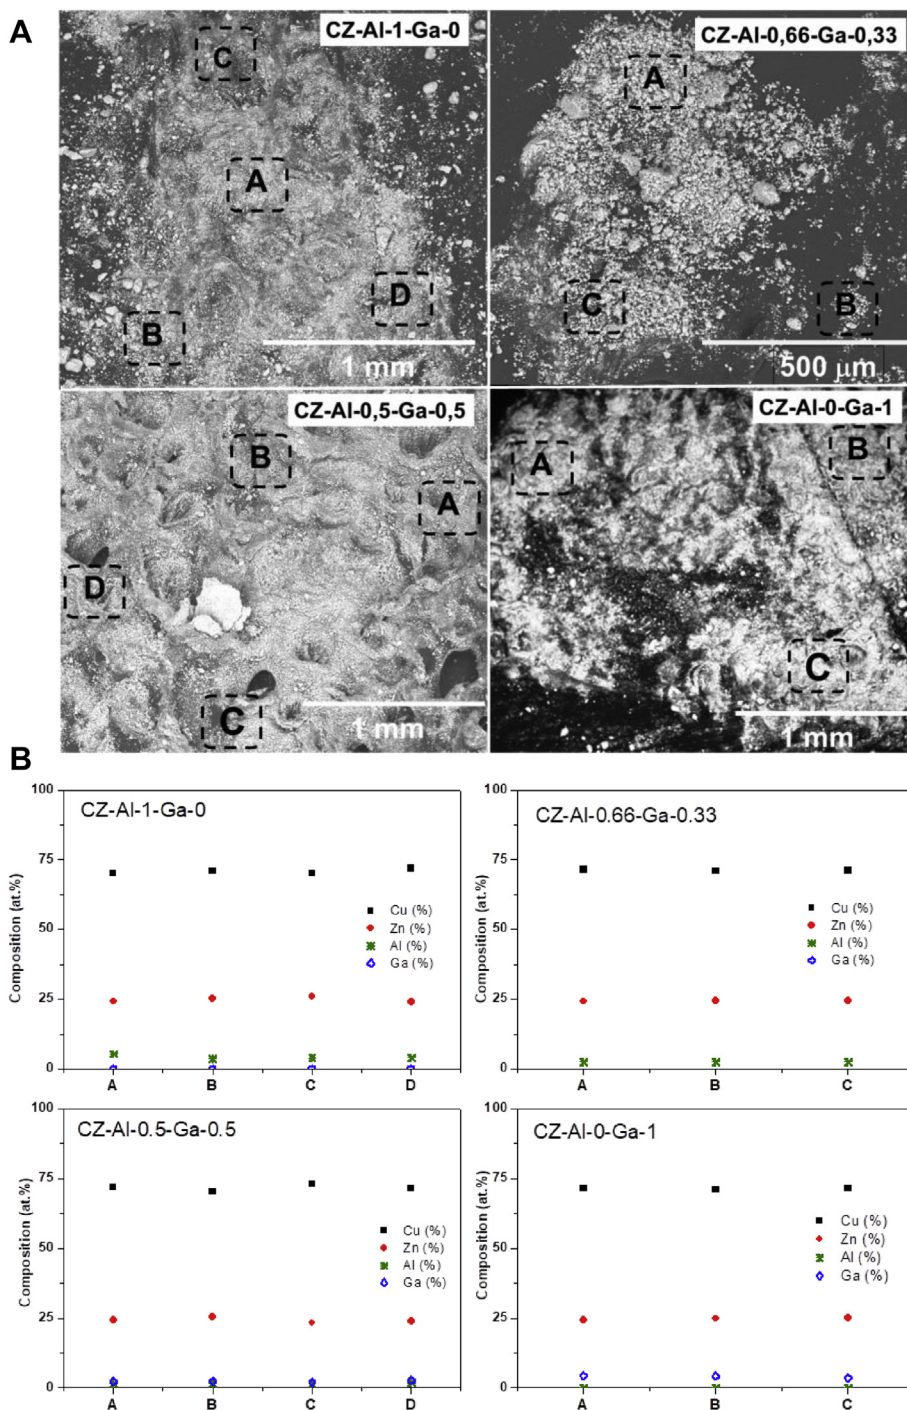 A
CZ-Al-1-Ga-0
C
A
B
D
1 mm
CZ-Al-0,66-Ga-0,33
A
C
B
500 μm
CZ-Al-0,5-Ga-0,5
B
A
D
C
1 mm
CZ-Al-0-Ga-1
A
B
C
1 mm
B
CZ-Al-1-Ga-0
Composition (at.%)
100
75
50
25
0
Cu (%)
Zn (%)
Al (%)
Ga (%)
A B C D
CZ-Al-0.66-Ga-0.33
Composition (at.%)
100
75
50
25
0
Cu (%)
Zn (%)
Al (%)
Ga (%)
A B C
CZ-Al-0.5-Ga-0.5
Composition (at.%)
100
75
50
25
0
Cu (%)
Zn (%)
Al (%)
Ga (%)
A B C D
CZ-Al-0-Ga-1
Composition (at.%)
100
75
50
25
0
Cu (%)
Zn (%)
Al (%)
Ga (%)
A B C